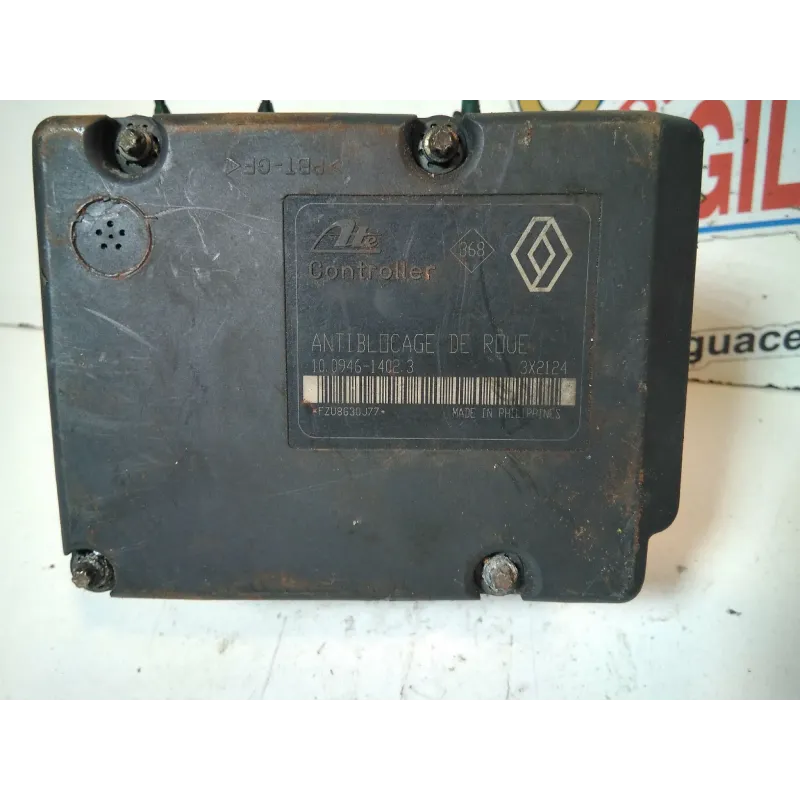 >PBT-GF<
Ate
Controller
368
ANTIBLOCAGE DE ROUE
10.0946-1402.3 3X2124
*FZU8630J77*
MADE IN PHILIPPINES
GIL
guace